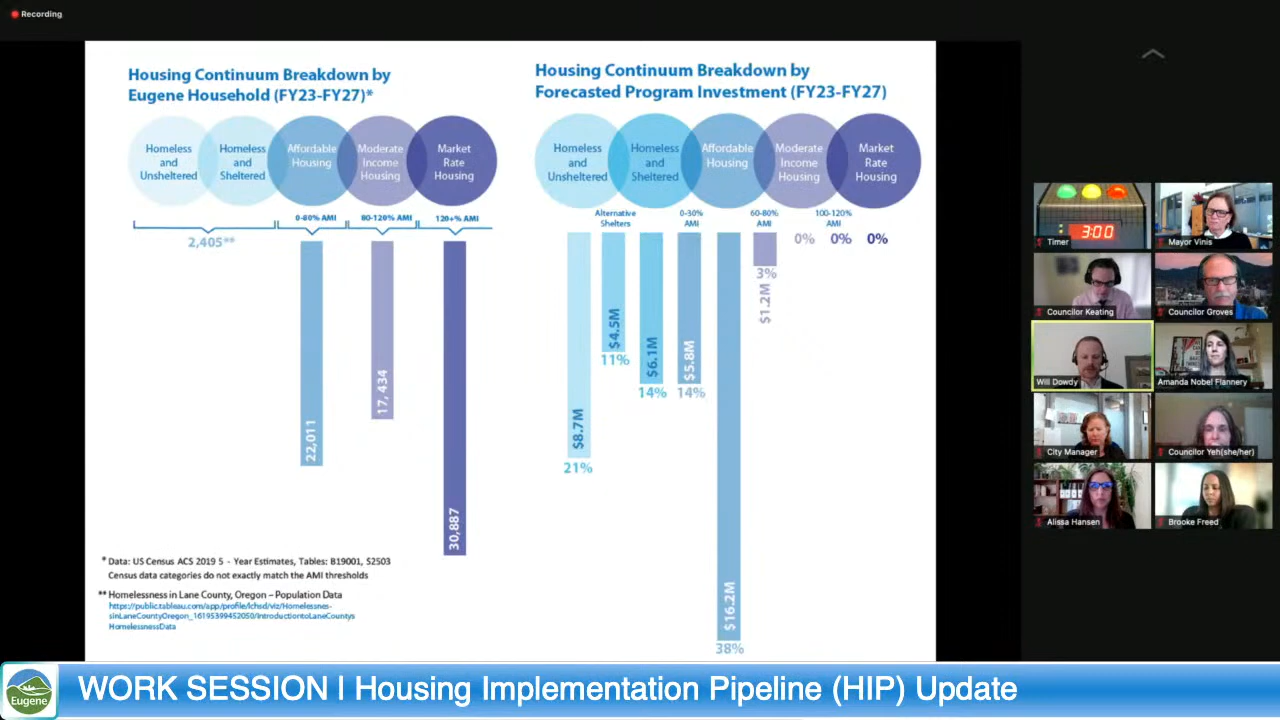 Recording
Housing Continuum Breakdown by
Eugene Household (FY23-FY27)*
Homeless
and
Unsheltered
Homeless
and
Sheltered
Affordable
Housing
Moderate
Income
Housing
Market
Rate
Housing
0-80% AMI
80-120% AMI
120+% AMI
2,405**
22,011
17,434
30,887
* Data: US Census ACS 2019 5 - Year Estimates, Tables: B19001, S2503
Census data categories do not exactly match the AMI thresholds
** Homelessness in Lane County, Oregon – Population Data
https://public.tableau.com/app/profile/lchsd/viz/Homelessnes-
sinLaneCountyOregon_16195399452050/IntroductiontoLaneCountys
HomelessnessData
Housing Continuum Breakdown by
Forecasted Program Investment (FY23-FY27)
Homeless
and
Unsheltered
Homeless
and
Sheltered
Affordable
Housing
Moderate
Income
Housing
Market
Rate
Housing
Alternative
Shelters
0-30%
AMI
60-80%
AMI
100-120%
AMI
$8.7M
21%
$4.5M
11%
$6.1M
14%
$5.8M
14%
$16.2M
38%
3%
$1.2M
0%
0%
0%
3:00
Timer
Mayor Vinis
Councilor Keating
Councilor Groves
Will Dowdy
Amanda Nobel Flannery
City Manager
Councilor Yeh(she/her)
Alissa Hansen
Brooke Freed
Eugene
WORK SESSION | Housing Implementation Pipeline (HIP) Update